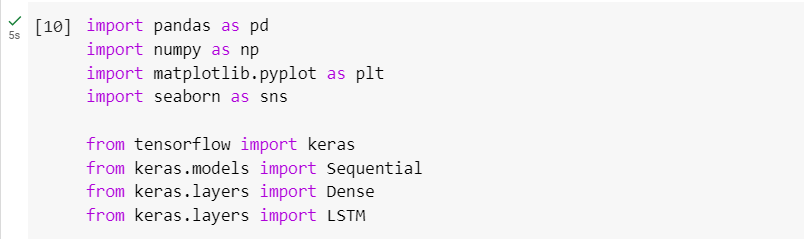 [10] import pandas as pd
5s import numpy as np
import matplotlib.pyplot as plt
import seaborn as sns
from tensorflow import keras
from keras.models import Sequential
from keras.layers import Dense
from keras.layers import LSTM